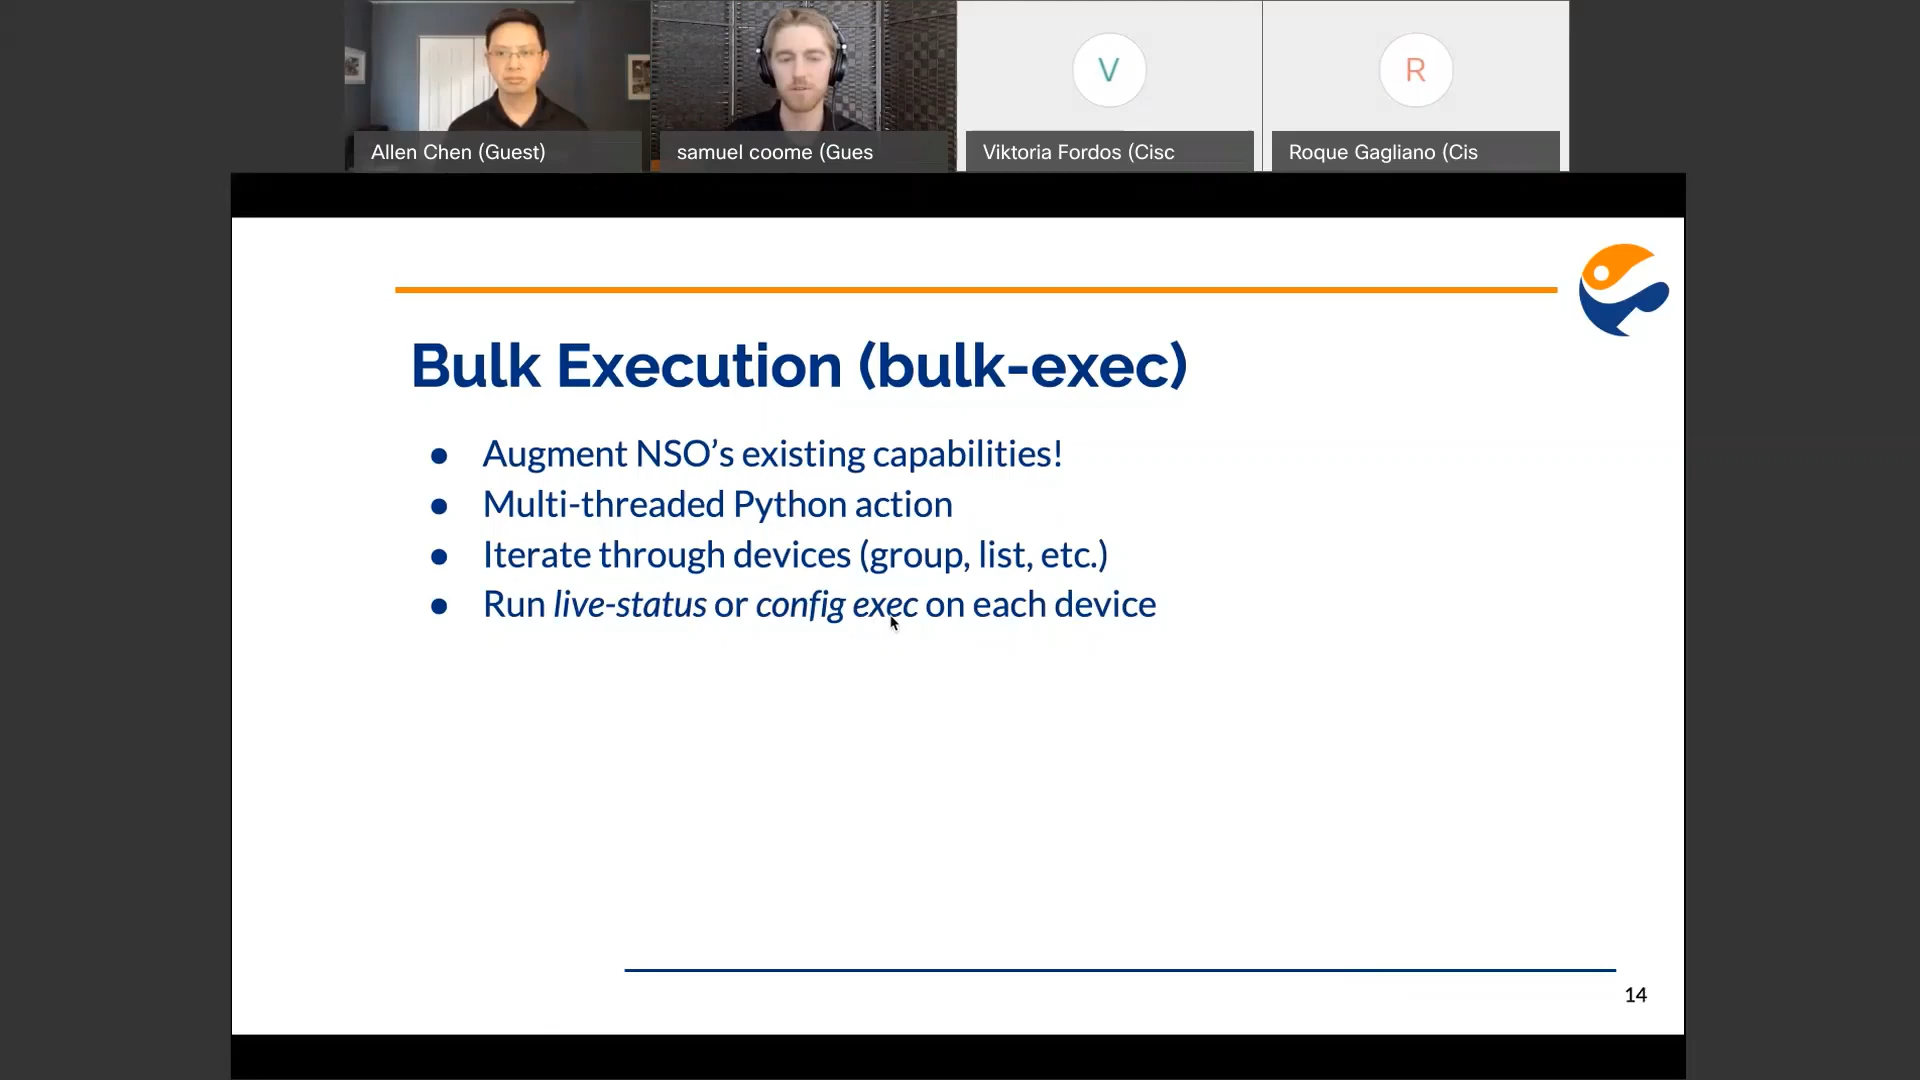 Allen Chen (Guest)
samuel coome (Gues
V
Viktoria Fordos (Cisc
R
Roque Gagliano (Cis
Bulk Execution (bulk-exec)
● Augment NSO’s existing capabilities!
● Multi-threaded Python action
● Iterate through devices (group, list, etc.)
● Run live-status or config exec on each device
14